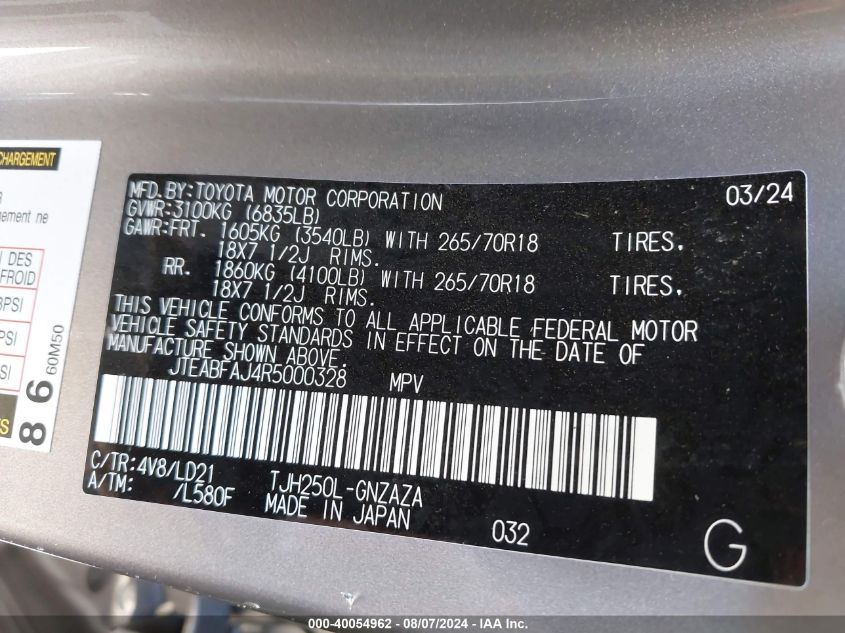 CHARGEMENT
gement ne
DES
FROID
PSI
PSI
SI
S
86
60M50
MFD.BY:TOYOTA MOTOR CORPORATION 03/24
GVWR:3100KG (6835LB)
GAWR:FRT. 1605KG (3540LB) WITH 265/70R18 TIRES.
18X7 1/2J RIMS.
RR. 1860KG (4100LB) WITH 265/70R18 TIRES.
18X7 1/2J RIMS.
THIS VEHICLE CONFORMS TO ALL APPLICABLE FEDERAL MOTOR
VEHICLE SAFETY STANDARDS IN EFFECT ON THE DATE OF
MANUFACTURE SHOWN ABOVE.
JTEABFAJ4R5000328 MPV
C/TR:4V8/LD21 TJH250L-GNZAZA
A/TM: /L580F MADE IN JAPAN 032
G
000-40054962 - 08/07/2024 - IAA Inc.